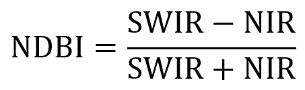 NDBI = SWIR − NIR
SWIR + NIR